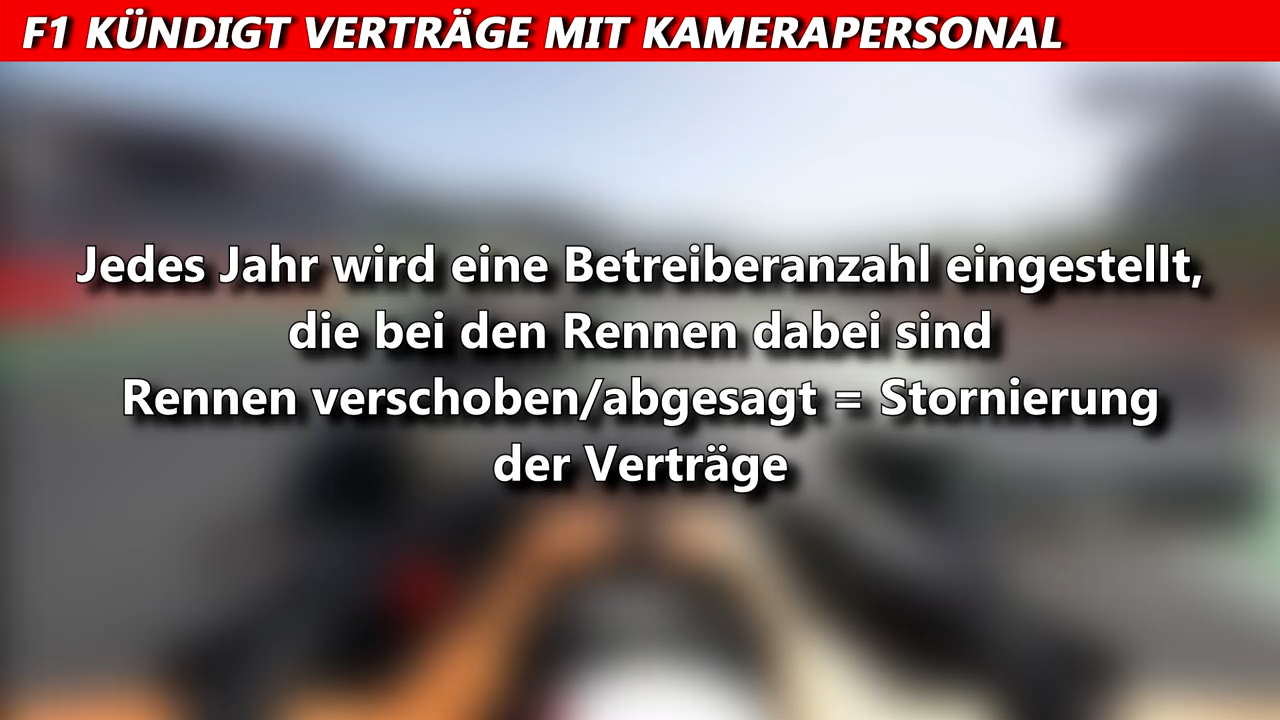 F1 KÜNDIGT VERTRÄGE MIT KAMERAPERSONAL
Jedes Jahr wird eine Betreiberanzahl eingestellt,
die bei den Rennen dabei sind
Rennen verschoben/abgesagt = Stornierung
der Verträge